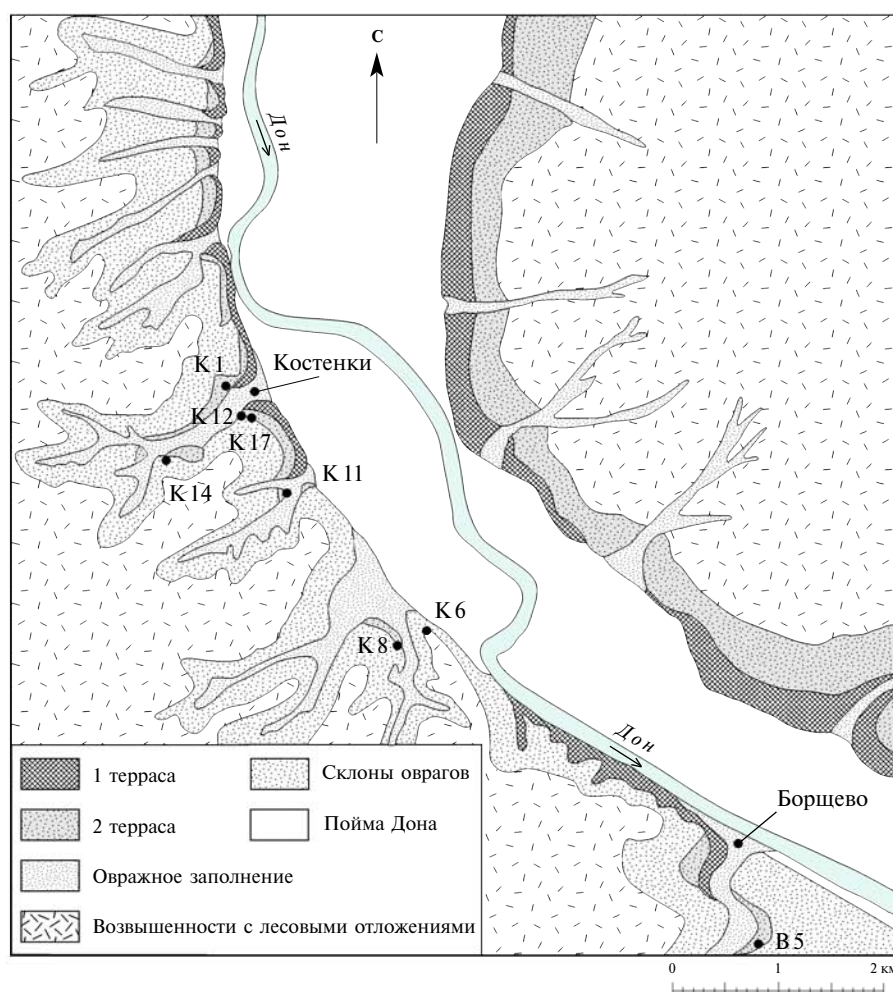 С
Дон
К 1
Костенки
К 12
К 17
К 14
К 11
К 6
К 8
Дон
Борщево
В 5
1 терраса
2 терраса
Овражное заполнение
Возвышенности с лесовыми отложениями
Склоны оврагов
Пойма Дона
0 1 2 км